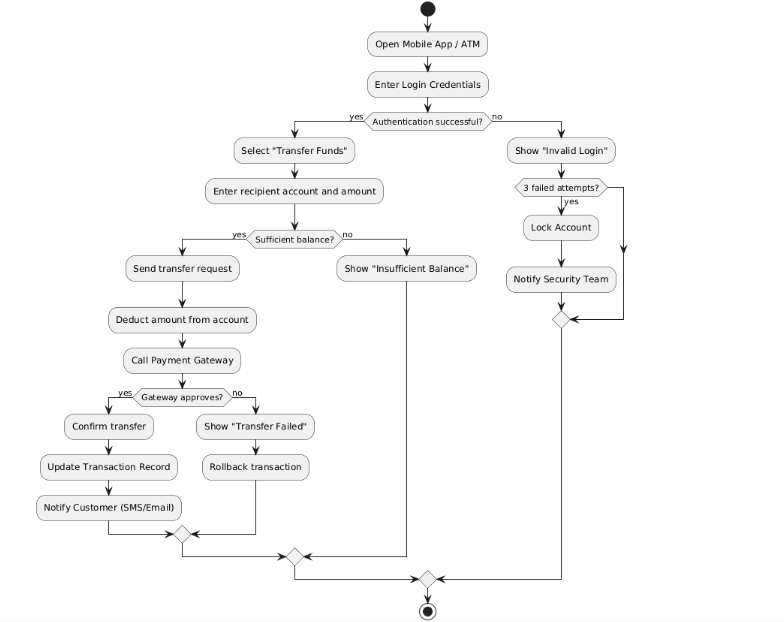 Open Mobile App / ATM
Enter Login Credentials
yes
Authentication successful?
no
Select "Transfer Funds"
Show "Invalid Login"
Enter recipient account and amount
3 failed attempts?
yes
Lock Account
yes
Sufficient balance?
no
Send transfer request
Show "Insufficient Balance"
Notify Security Team
Deduct amount from account
Call Payment Gateway
yes
Gateway approves?
no
Confirm transfer
Show "Transfer Failed"
Update Transaction Record
Rollback transaction
Notify Customer (SMS/Email)